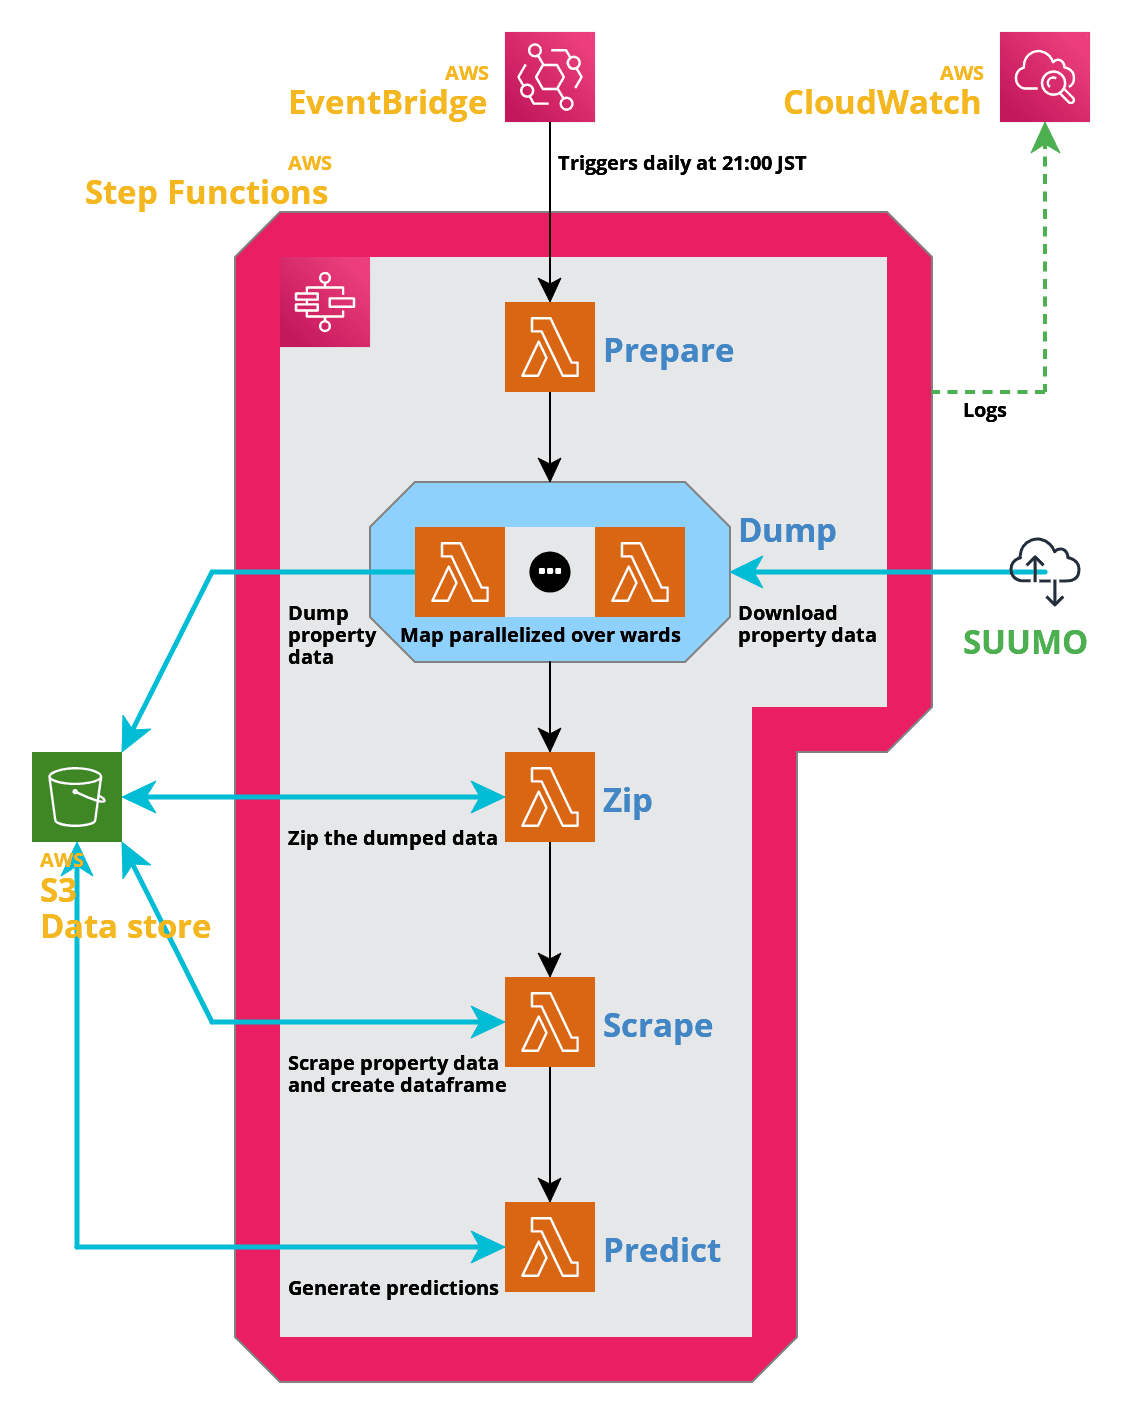 AWS
EventBridge
AWS
CloudWatch
Triggers daily at 21:00 JST
AWS
Step Functions
Prepare
Logs
Dump
Dump
property
data
Map parallelized over wards
Download
property data
SUUMO
Zip
Zip the dumped data
AWS
S3
Data store
Scrape
Scrape property data
and create dataframe
Predict
Generate predictions